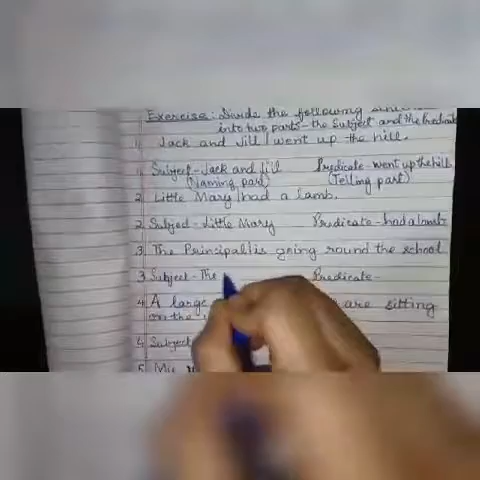 Exercise: Divide the following
into two parts - the Subject and the Predicate
1. Jack and Jill / went up the hill.
1. Subject - Jack and Jill Predicate - went up the hill
(Naming part) (Telling part)
2. Little Mary / had a lamb.
2. Subject - Little Mary Predicate - had a lamb
3. The Principal / is going round the school
3. Subject - The Predicate -
4. A large are sitting
on the
4. Subject
5.